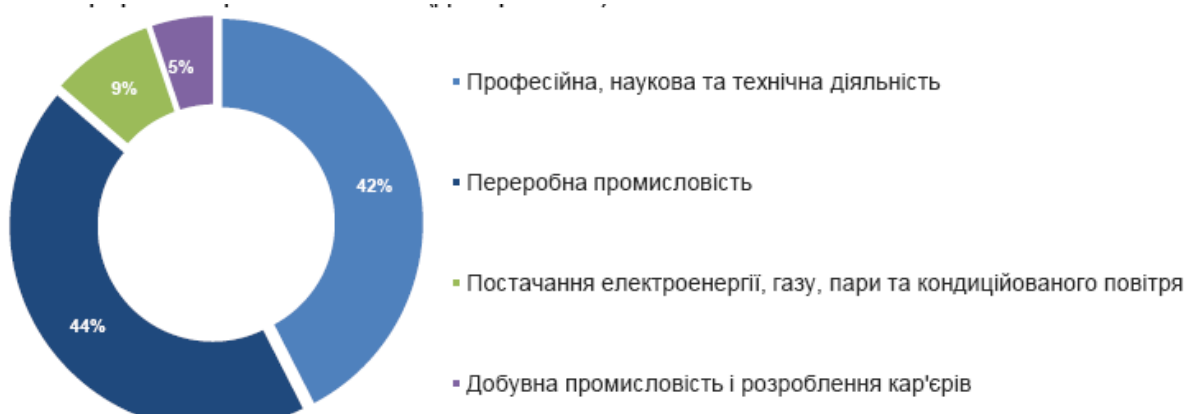 5%
9%
42%
44%
Професійна, наукова та технічна діяльність
Переробна промисловість
Постачання електроенергії, газу, пари та кондиційованого повітря
Добувна промисловість і розроблення кар'єрів